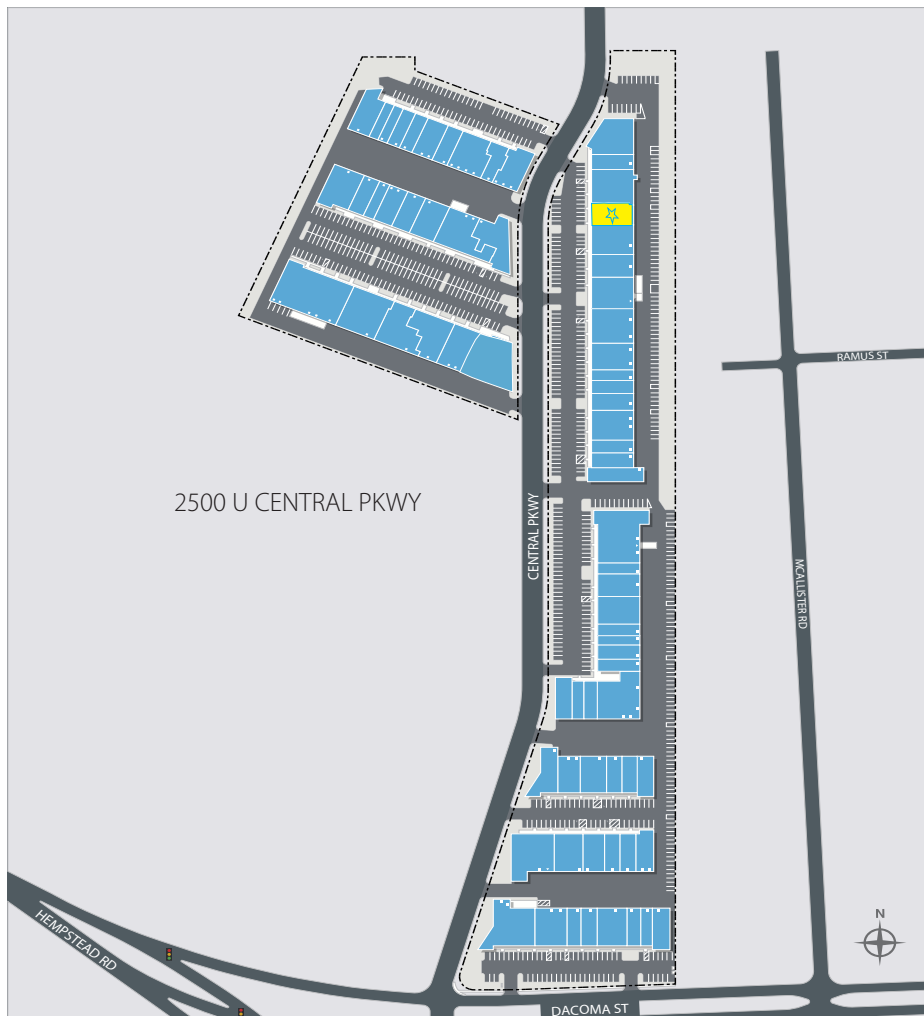 RAMUS ST
2500 U CENTRAL PKWY
CENTRAL PKWY
MCALLISTER RD
N
HEMPSTEAD RD
DACOMA ST